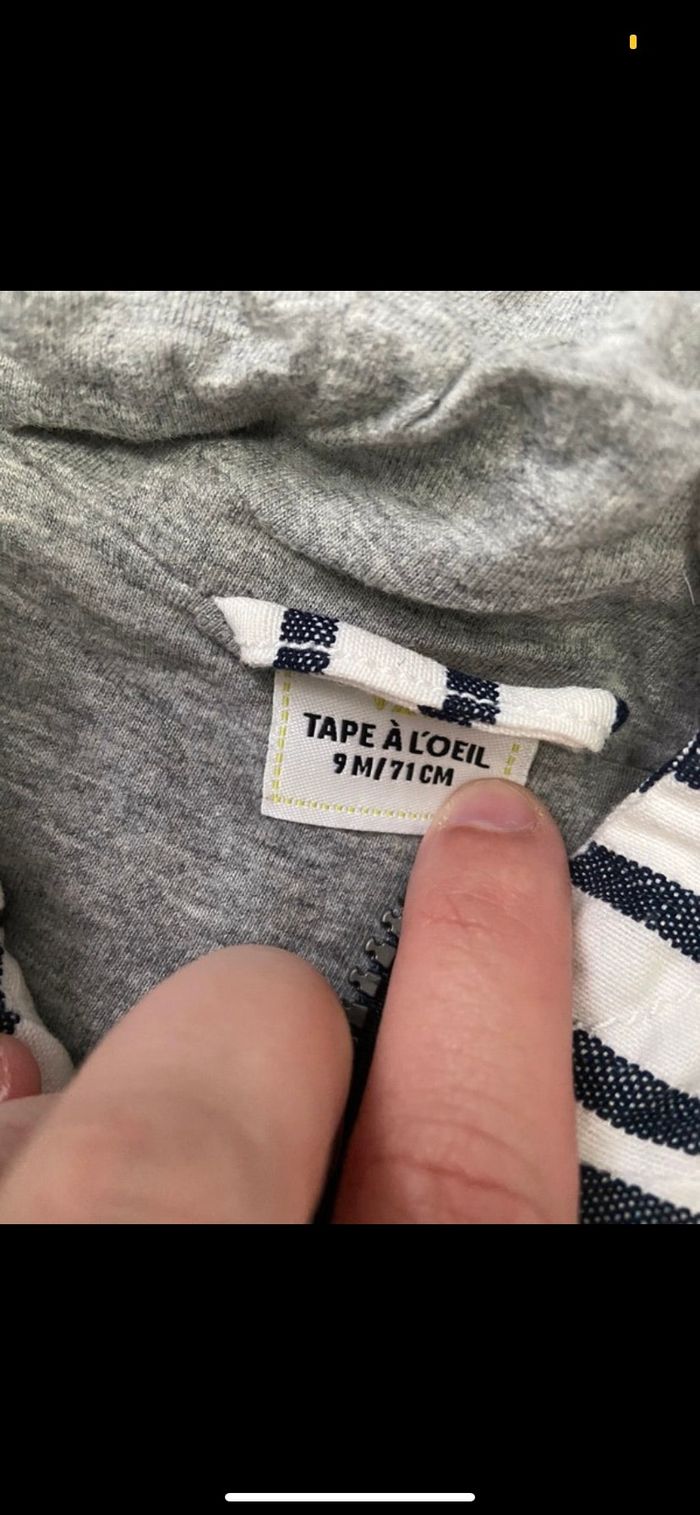 TAPE À L'OEIL
9 M/71 CM